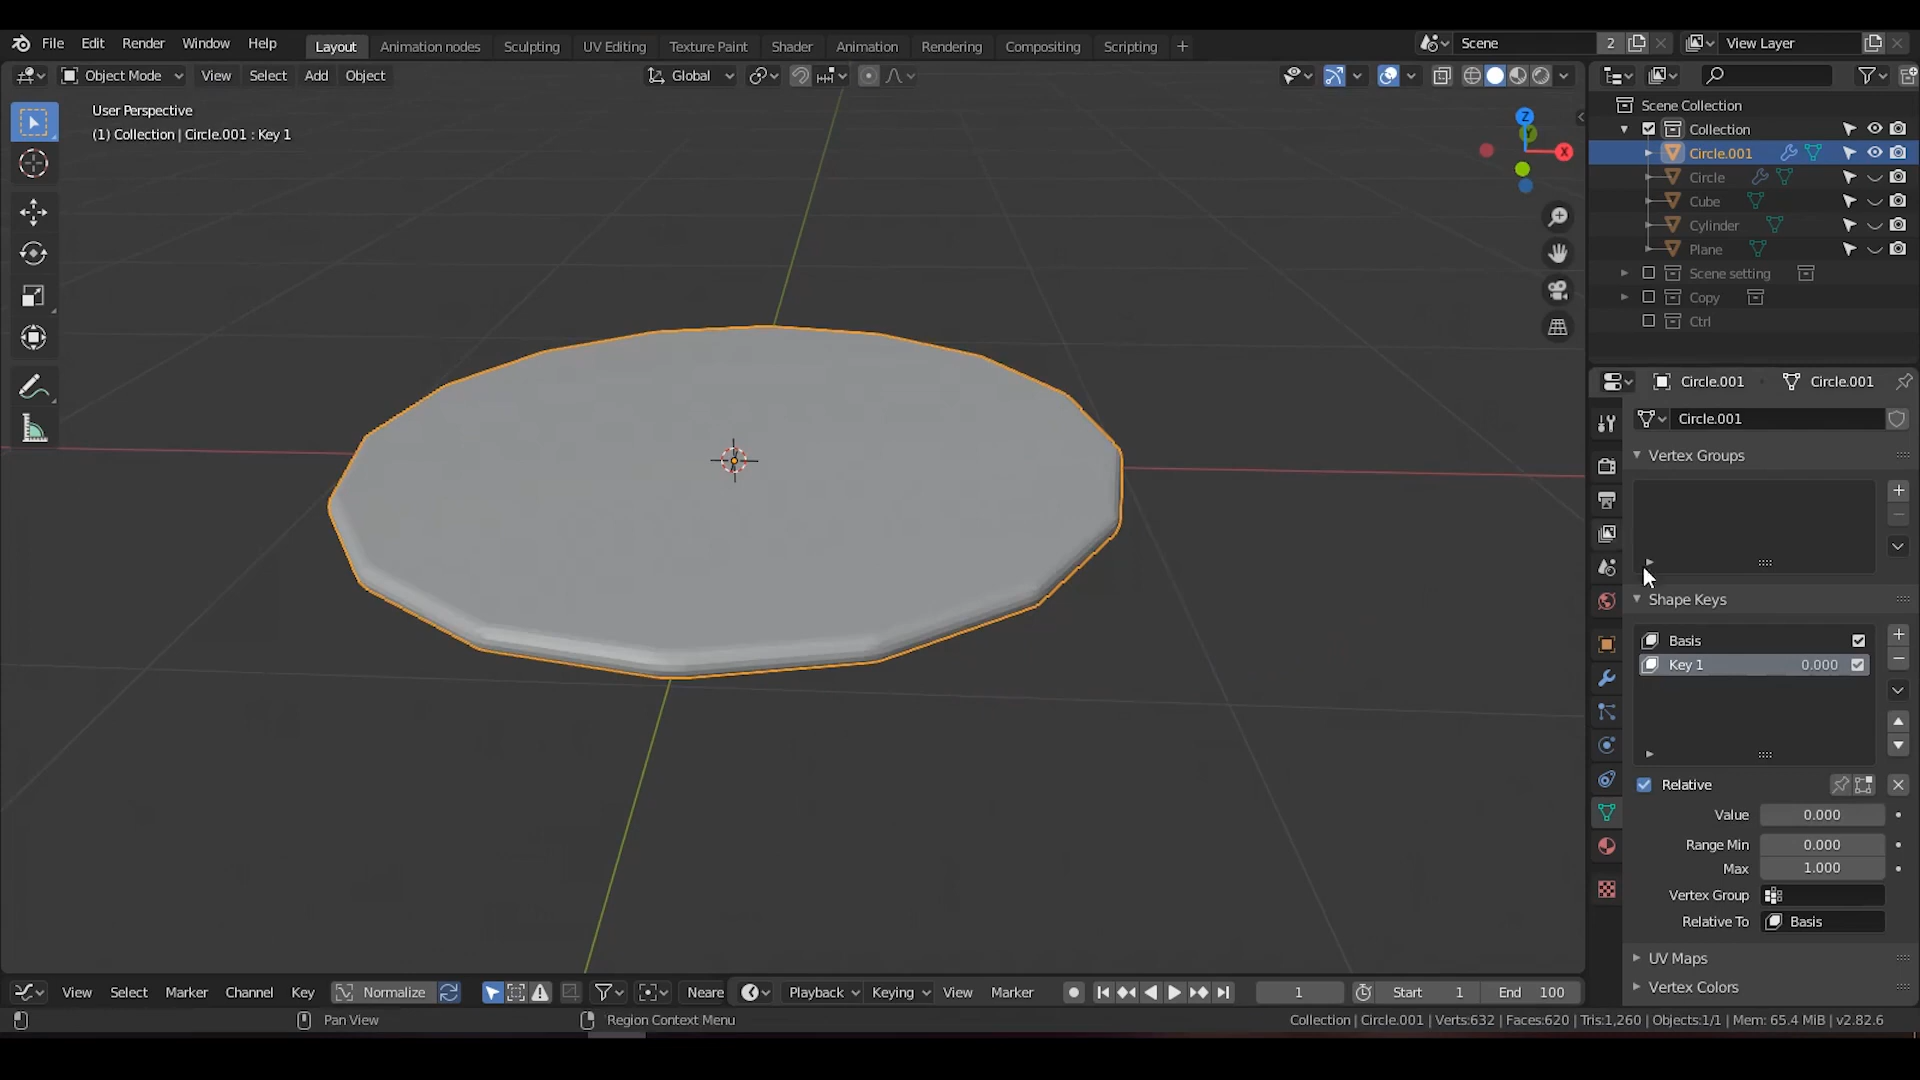 File Edit Render Window Help Layout Animation nodes Sculpting UV Editing Texture Paint Shader Animation Rendering Compositing Scripting + Scene 2 View Layer
Object Mode View Select Add Object Global
User Perspective
(1) Collection | Circle.001 : Key 1
Z
Y
X
Scene Collection
Collection
Circle.001
Circle
Cube
Cylinder
Plane
Scene setting
Copy
Ctrl
Circle.001 Circle.001
Circle.001
Vertex Groups
Shape Keys
Basis
Key 1 0.000
Relative
Value 0.000
Range Min 0.000
Max 1.000
Vertex Group
Relative To Basis
UV Maps
Vertex Colors
View Select Marker Channel Key Normalize Neare Playback Keying View Marker 1 Start 1 End 100
Pan View Region Context Menu Collection | Circle.001 | Verts:632 | Faces:620 | Tris:1,260 | Objects:1/1 | Mem: 65.4 MiB | v2.82.6